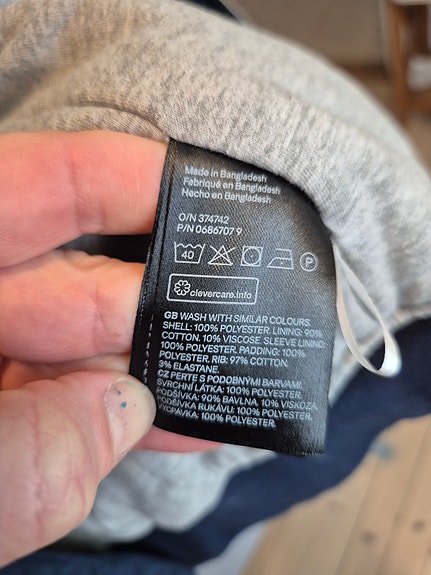 Made in Bangladesh
Fabriqué en Bangladesh
Hecho en Bangladesh
O/N 374742
P/N 0686707 9
40
P
clevercare.info
GB WASH WITH SIMILAR COLOURS.
SHELL: 100% POLYESTER. LINING: 90%
COTTON. 10% VISCOSE. SLEEVE LINING:
100% POLYESTER. PADDING: 100%
POLYESTER. RIB: 97% COTTON.
3% ELASTANE.
CZ PERTE S PODOBNÝMI BARVAMI.
SVRCHNÍ LÁTKA: 100% POLYESTER.
PODŠÍVKA: 90% BAVLNA. 10% VISKÓZA.
PODŠÍVKA RUKÁVU: 100% POLYESTER.
VYCPÁVKA: 100% POLYESTER.